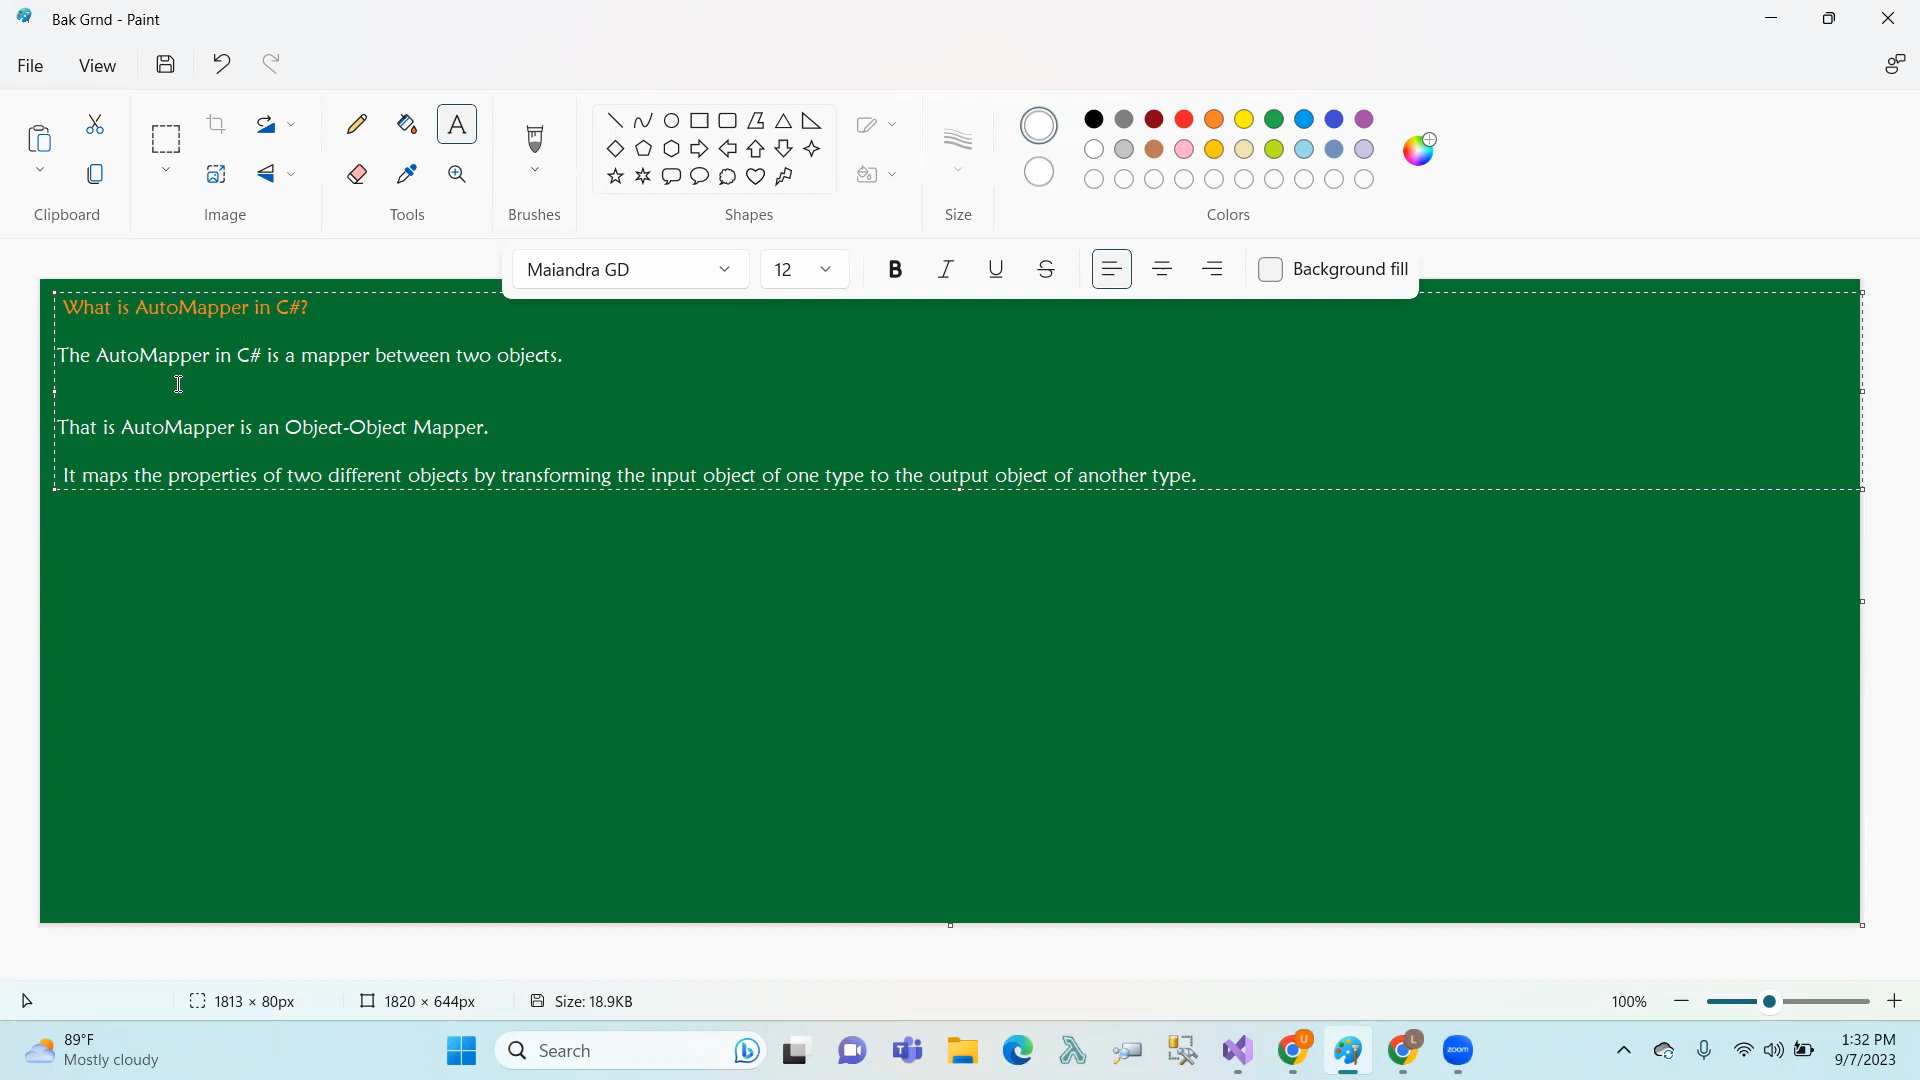 Bak Grnd - Paint
File View
Clipboard
Image
Tools
Brushes
Shapes
Size
Colors
Maiandra GD
12
B I U S
Background fill
What is AutoMapper in C#?
The AutoMapper in C# is a mapper between two objects.
That is AutoMapper is an Object-Object Mapper.
It maps the properties of two different objects by transforming the input object of one type to the output object of another type.
1813 × 80px
1820 × 644px
Size: 18.9KB
100%
89°F
Mostly cloudy
Search
U
L
zoom
1:32 PM
9/7/2023